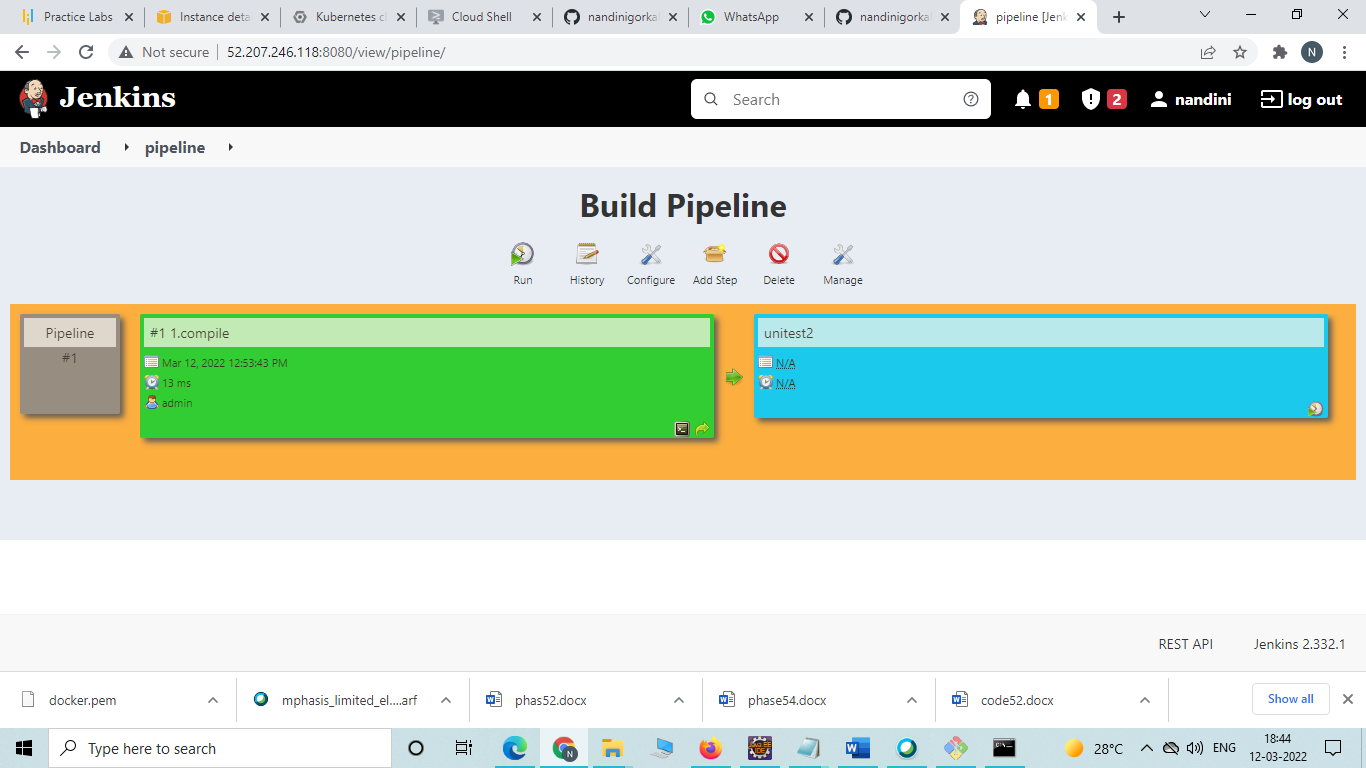 Practice Labs
Instance deta
Kubernetes cl
Cloud Shell
nandinigorka
WhatsApp
nandinigorka
pipeline [Jenk
Not secure
52.207.246.118:8080/view/pipeline/
N
Jenkins
Search
1
2
nandini
log out
Dashboard
pipeline
Build Pipeline
Run
History
Configure
Add Step
Delete
Manage
Pipeline
#1
#1 1.compile
Mar 12, 2022 12:53:43 PM
13 ms
admin
unitest2
N/A
N/A
REST API
Jenkins 2.332.1
docker.pem
mphasis_limited_el....arf
phas52.docx
phase54.docx
code52.docx
Show all
Type here to search
28°C
ENG
18:44
12-03-2022